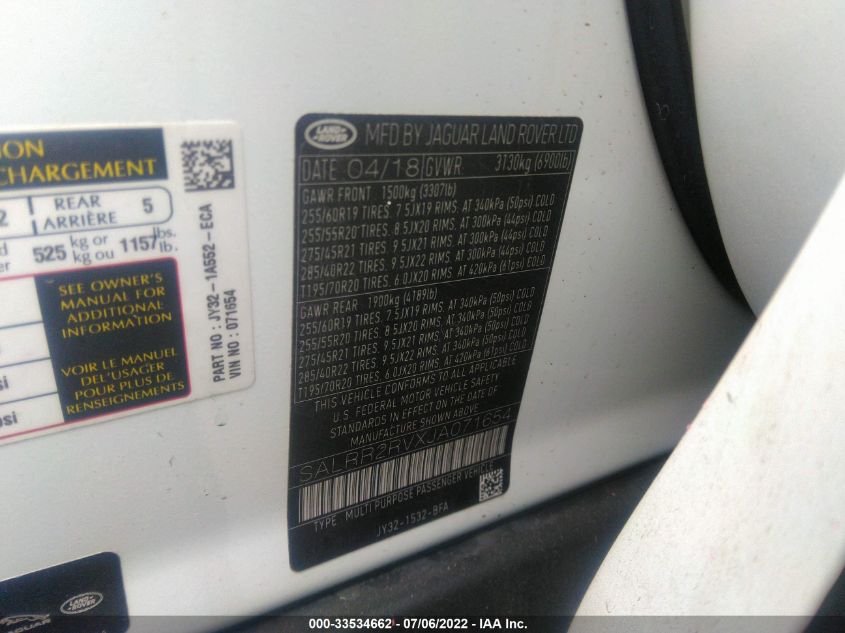 SON
CHARGEMENT
2 REAR ARRIÈRE 5
525 kg or kg ou 1157 lbs. lb.
SEE OWNER'S
MANUAL FOR
ADDITIONAL
INFORMATION
VOIR LE MANUEL
DEL'USAGER
POUR PLUS DE
RENSEIGNEMENTS
PART NO : JY32-1A552-ECA
VIN NO : 071654
LAND ROVER
MFD BY JAGUAR LAND ROVER LTD
DATE 04/18 GVWR 3130kg (6900lb)
GAWR FRONT 1500kg (3307lb)
255/60R19 TIRES. 7.5JX19 RIMS. AT 340kPa (50psi) COLD
255/55R20 TIRES. 8.5JX20 RIMS. AT 300kPa (44psi) COLD
275/45R21 TIRES. 9.5JX21 RIMS. AT 300kPa (44psi) COLD
285/40R22 TIRES. 9.5JX22 RIMS. AT 300kPa (44psi) COLD
T195/70R20 TIRES. 6.0JX20 RIMS. AT 420kPa (61psi) COLD
GAWR REAR 1900kg (4189lb)
255/60R19 TIRES. 7.5JX19 RIMS. AT 340kPa (50psi) COLD
255/55R20 TIRES. 8.5JX20 RIMS. AT 340kPa (50psi) COLD
275/45R21 TIRES. 9.5JX21 RIMS. AT 340kPa (50psi) COLD
285/40R22 TIRES. 9.5JX22 RIMS. AT 340kPa (50psi) COLD
T195/70R20 TIRES. 6.0JX20 RIMS. AT 420kPa (61psi) COLD
THIS VEHICLE CONFORMS TO ALL APPLICABLE
U.S. FEDERAL MOTOR VEHICLE SAFETY
STANDARDS IN EFFECT ON THE DATE OF
MANUFACTURE SHOWN ABOVE.
SALRR2RVXJA071654
TYPE MULTI PURPOSE PASSENGER VEHICLE
JY32-1532-BFA
LAND ROVER
000-33534662 - 07/06/2022 - IAA Inc.